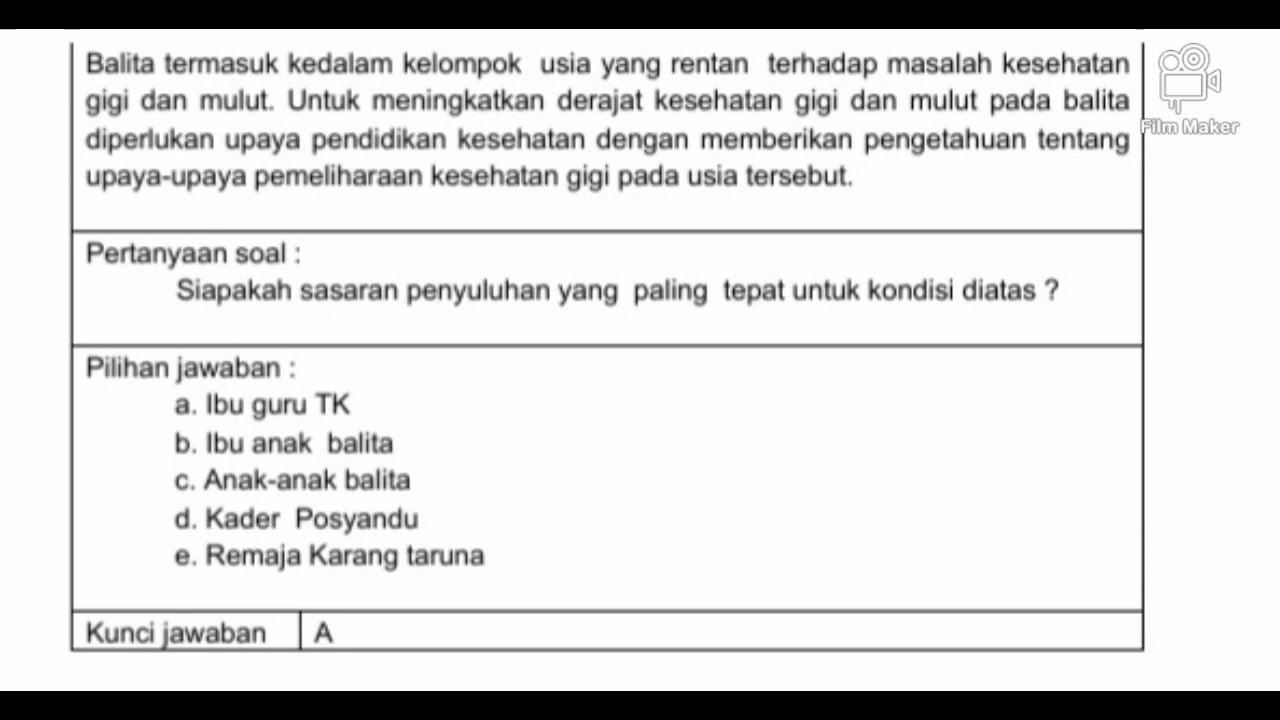 Balita termasuk kedalam kelompok usia yang rentan terhadap masalah kesehatan
gigi dan mulut. Untuk meningkatkan derajat kesehatan gigi dan mulut pada balita
diperlukan upaya pendidikan kesehatan dengan memberikan pengetahuan tentang
upaya-upaya pemeliharaan kesehatan gigi pada usia tersebut.
Film Maker
Pertanyaan soal :
Siapakah sasaran penyuluhan yang paling tepat untuk kondisi diatas ?
Pilihan jawaban :
a. Ibu guru TK
b. Ibu anak balita
c. Anak-anak balita
d. Kader Posyandu
e. Remaja Karang taruna
Kunci jawaban A